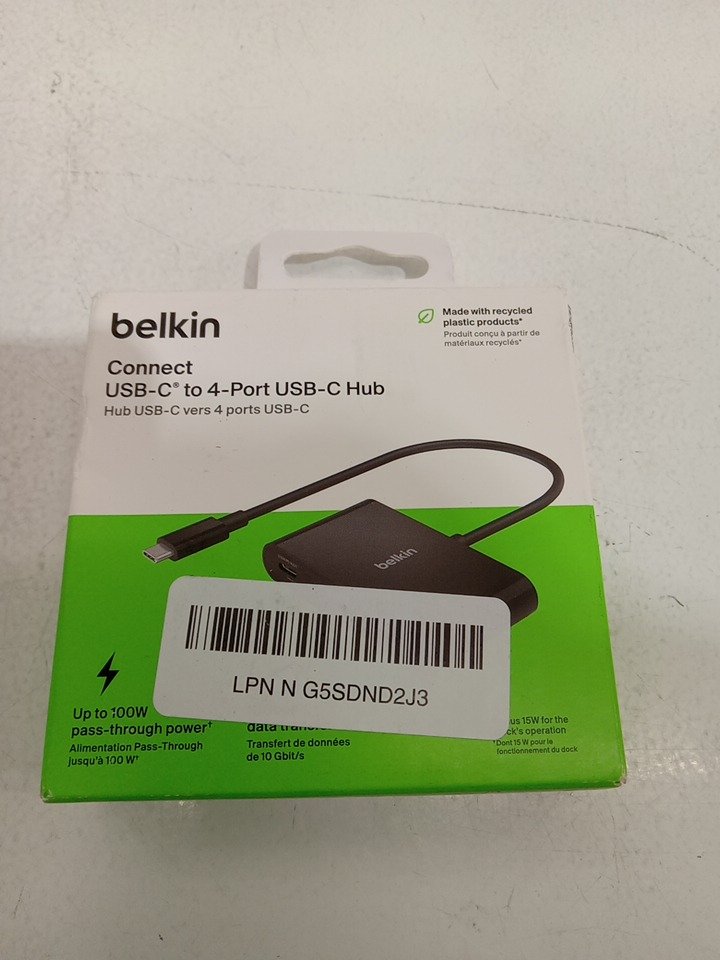 belkin
Made with recycled
plastic products*
Produit conçu à partir de
matériaux recyclés*
Connect
USB-C® to 4-Port USB-C Hub
Hub USB-C vers 4 ports USB-C
belkin
LPN N G5SDND2J3
Up to 100W
pass-through power†
Alimentation Pass-Through
jusqu'à 100 W†
data
Transfert de données
de 10 Gbit/s
15W for the
operation
†Dont 15 W pour le
fonctionnement du dock